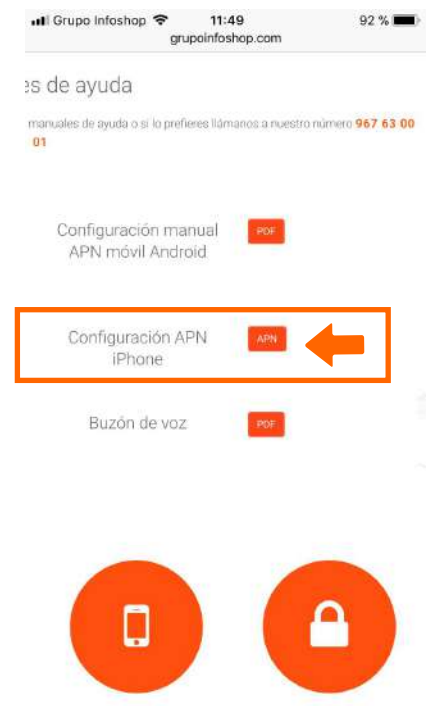 Grupo Infoshop 11:49 92 %
grupoinfoshop.com
es de ayuda
manuales de ayuda o si lo prefieres llámanos a nuestro número 967 63 00
01
Configuración manual PDF
APN móvil Android
Configuración APN APN
iPhone
Buzón de voz PDF